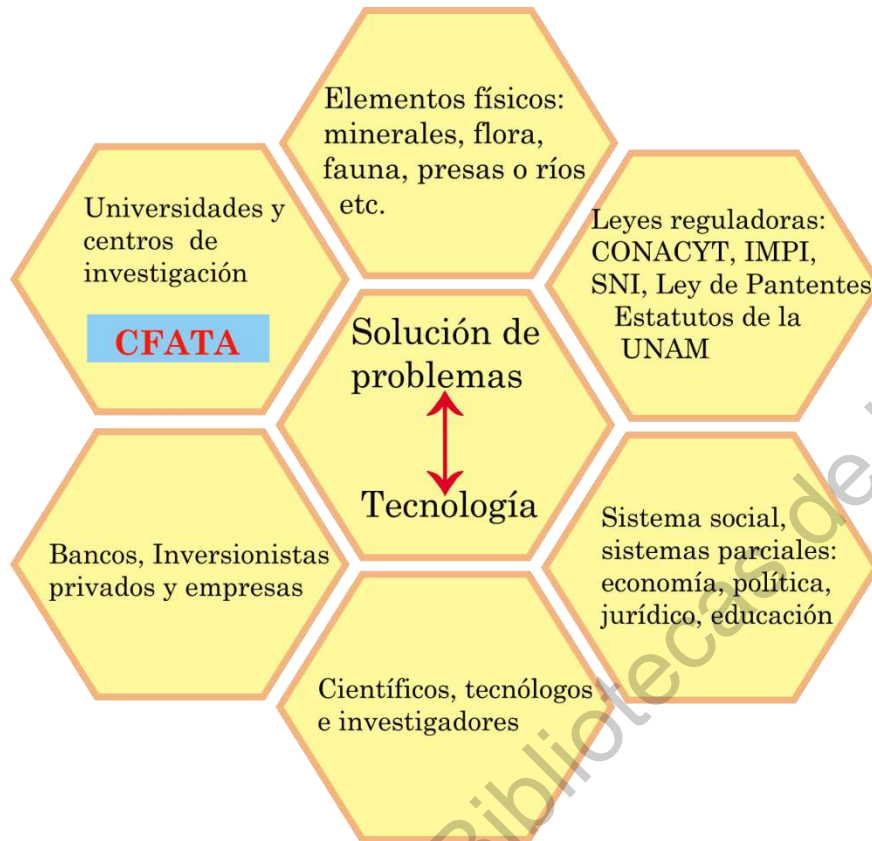 Elementos físicos:
minerales, flora,
fauna, presas o ríos
etc.
Universidades y
centros de
investigación
CFATA
Leyes reguladoras:
CONACYT, IMPI,
SNI, Ley de Pantentes
Estatutos de la
UNAM
Solución de
problemas
Tecnología
Bancos, Inversionistas
privados y empresas
Sistema social,
sistemas parciales:
economía, política,
jurídico, educación
Científicos, tecnólogos
e investigadores
Bibliotecas de